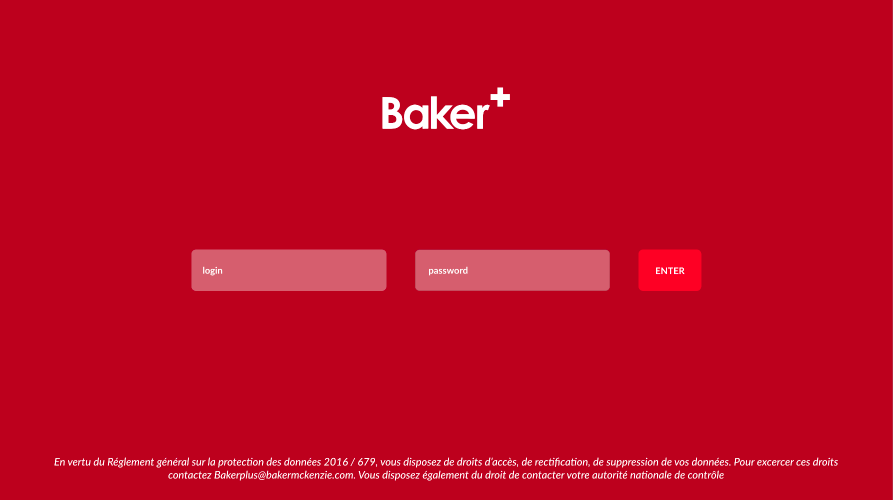 Baker+
login
password
ENTER
En vertu du Réglement général sur la protection des données 2016 / 679, vous disposez de droits d'accès, de rectification, de suppression de vos données. Pour excercer ces droits
contactez Bakerplus@bakermckenzie.com. Vous disposez également du droit de contacter votre autorité nationale de contrôle